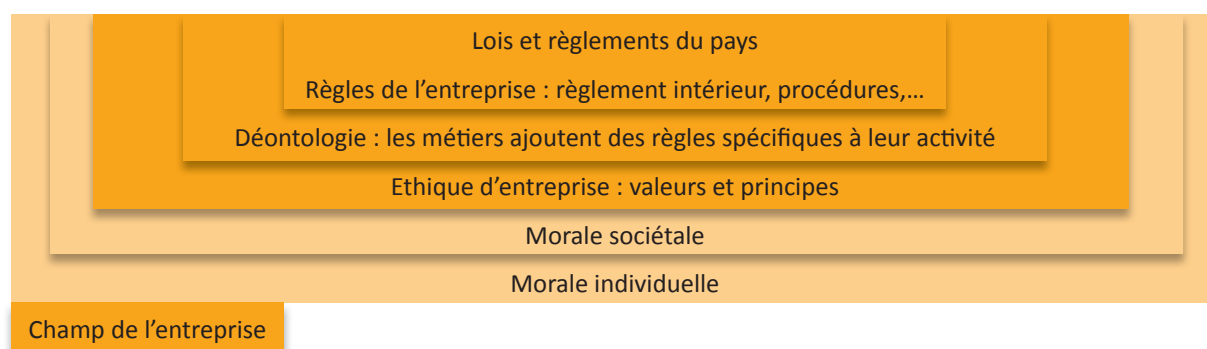 Lois et règlements du pays
Règles de l’entreprise : règlement intérieur, procédures,...
Déontologie : les métiers ajoutent des règles spécifiques à leur activité
Ethique d’entreprise : valeurs et principes
Morale sociétale
Morale individuelle
Champ de l’entreprise